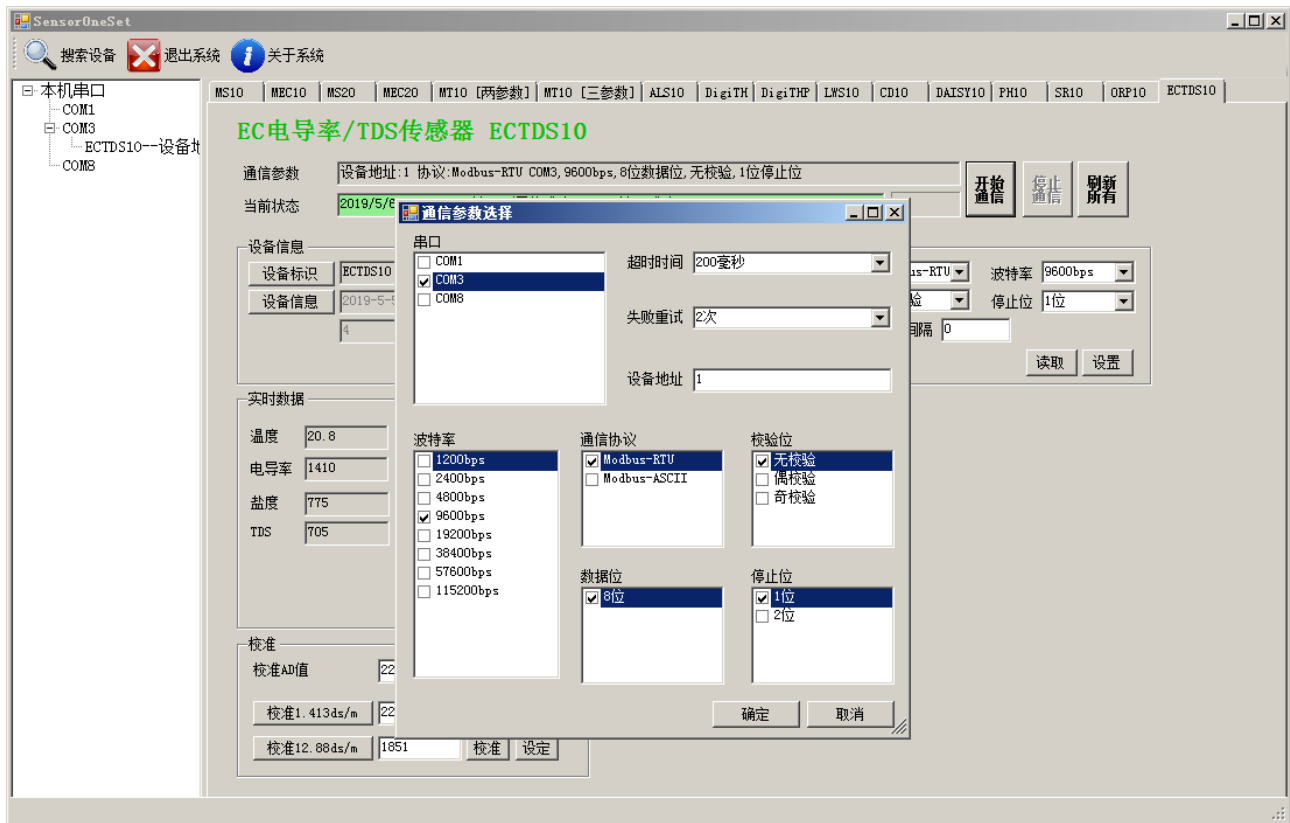 SensorOneSet
搜索设备 退出系统 关于系统
本机串口
COM1
COM3
ECTDS10--设备地
COM8
MS10 MEC10 MS20 MEC20 MT10 [两参数] MT10 [三参数] ALS10 DigiTH DigiTHP LWS10 CD10 DAISY10 PH10 SR10 ORP10 ECTDS10
EC电导率/TDS传感器 ECTDS10
通信参数 设备地址:1 协议:Modbus-RTU COM3,9600bps,8位数据位,无校验,1位停止位
当前状态 2019/5/6
开始通信 停止通信 刷新所有
设备信息
设备标识 ECTDS10
设备信息 2019-5-5
4
us-RTU 波特率 9600bps
验 停止位 1位
间隔 0
读取 设置
实时数据
温度 20.8
电导率 1410
盐度 775
TDS 705
校准
校准AD值 22
校准1.413ds/m 22
校准12.88ds/m 1851 校准 设定
通信参数选择
串口
COM1
COM3
COM8
超时时间 200毫秒
失败重试 2次
设备地址 1
波特率
1200bps
2400bps
4800bps
9600bps
19200bps
38400bps
57600bps
115200bps
通信协议
Modbus-RTU
Modbus-ASCII
校验位
无校验
偶校验
奇校验
数据位
8位
停止位
1位
2位
确定 取消